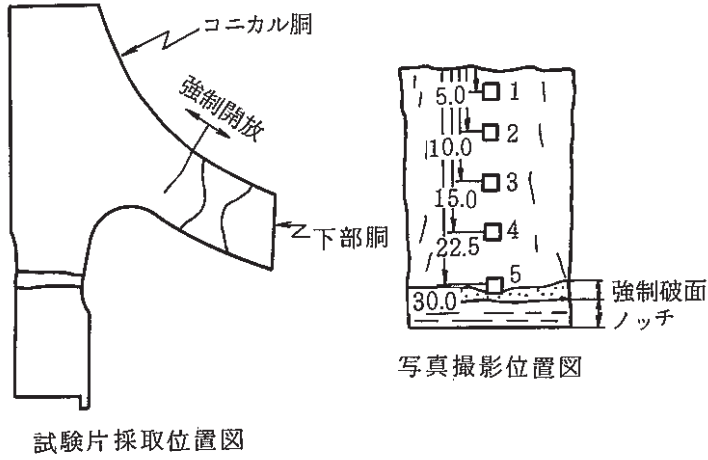 コニカル胴
強制開放
下部胴
試験片採取位置図
5.0 1
10.0 2
15.0 3
22.5 4
30.0 5
強制破面
ノッチ
写真撮影位置図